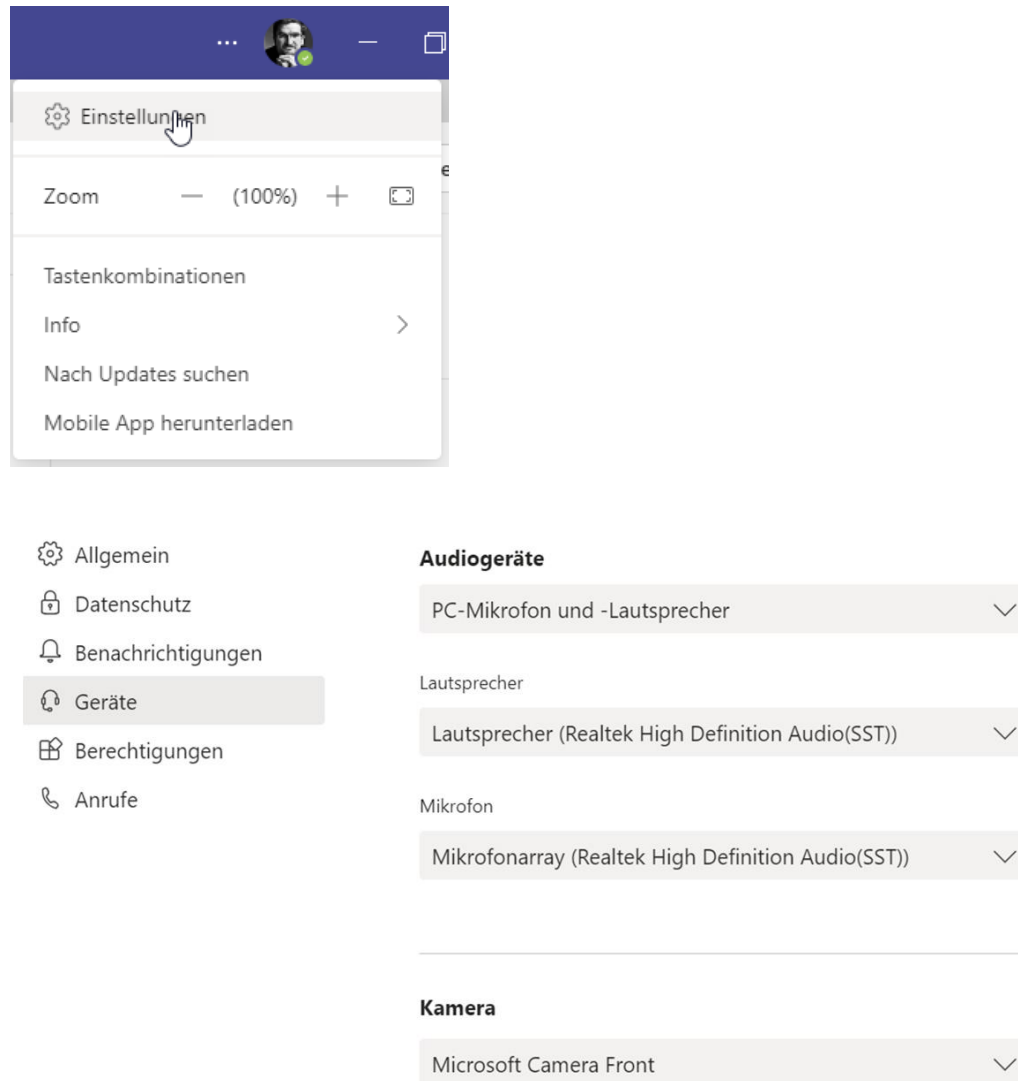 Einstellungen
Zoom (100%)
Tastenkombinationen
Info
Nach Updates suchen
Mobile App herunterladen
Allgemein
Datenschutz
Benachrichtigungen
Geräte
Berechtigungen
Anrufe
Audiogeräte
PC-Mikrofon und -Lautsprecher
Lautsprecher
Lautsprecher (Realtek High Definition Audio(SST))
Mikrofon
Mikrofonarray (Realtek High Definition Audio(SST))
Kamera
Microsoft Camera Front